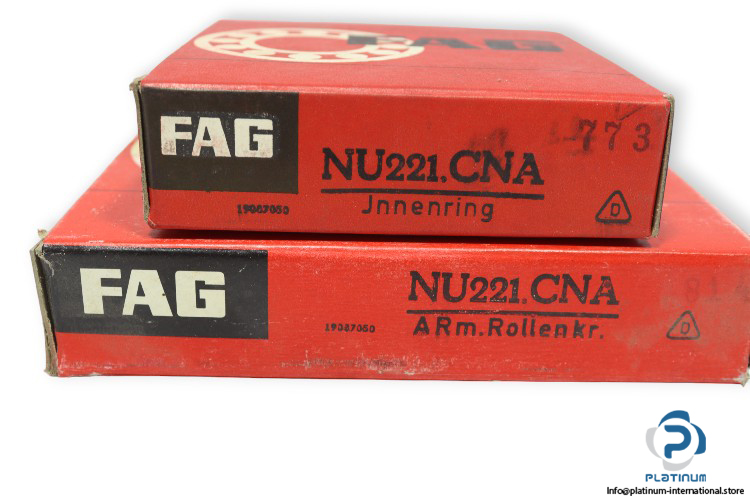 FAG
FAG
773
NU221.CNA
Jnnenring
19087050
D
FAG
NU221.CNA
19087050
ARm.Rollenkr.
D
PLATINUM
Info@platinum-international.store